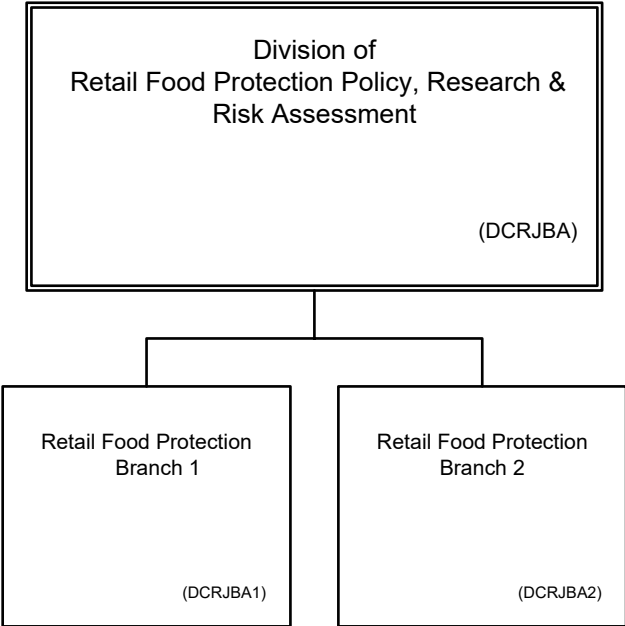 Division of
Retail Food Protection Policy, Research &
Risk Assessment
(DCRJBA)
Retail Food Protection
Branch 1
(DCRJBA1)
Retail Food Protection
Branch 2
(DCRJBA2)